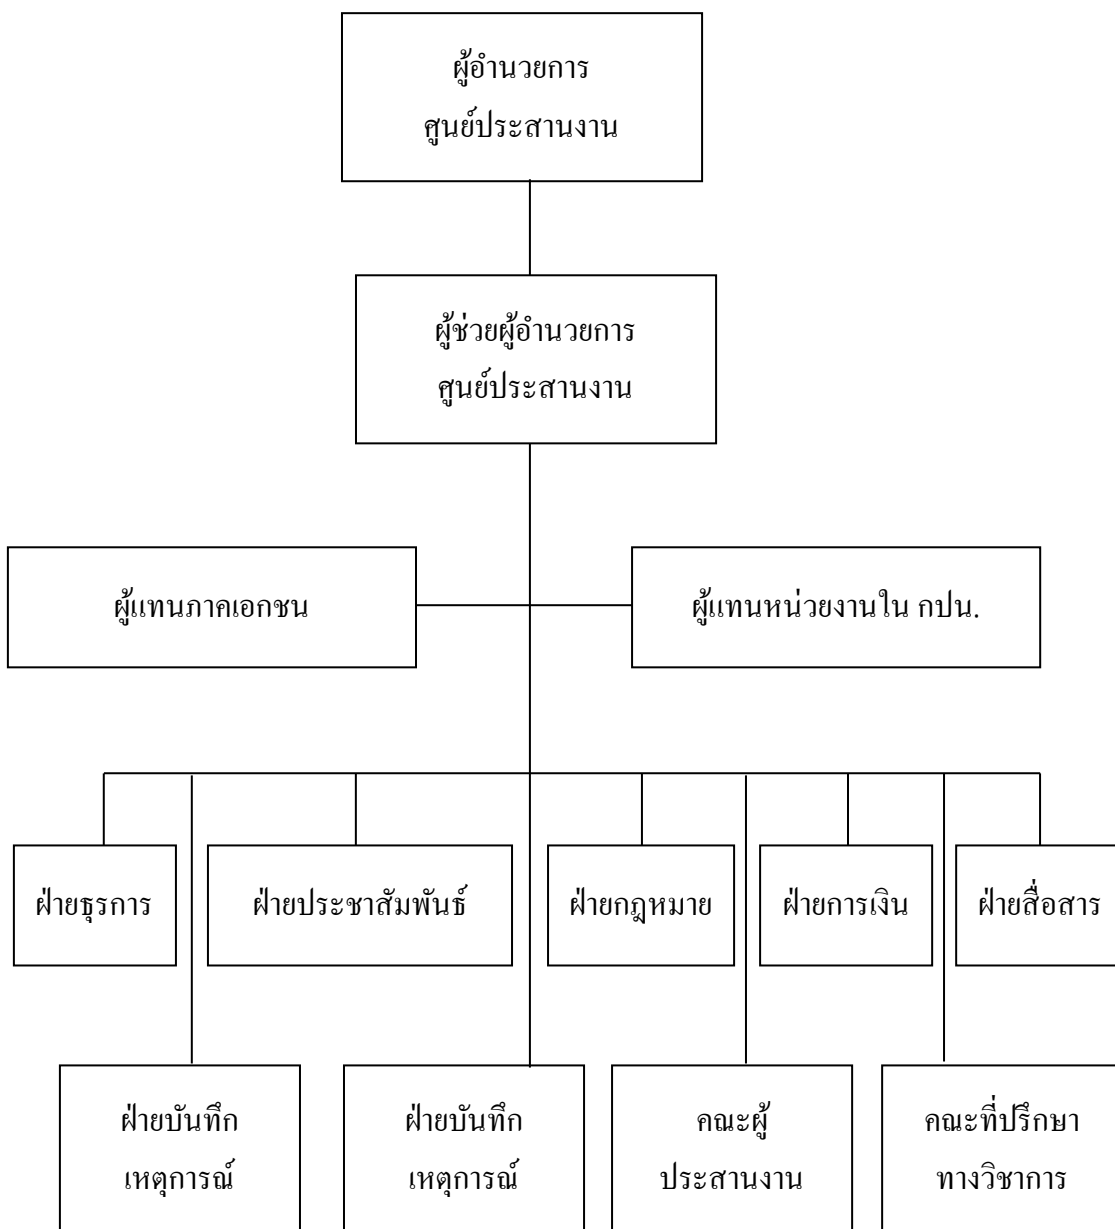 ผู้อำนวยการ
ศูนย์ประสานงาน
ผู้ช่วยผู้อำนวยการ
ศูนย์ประสานงาน
ผู้แทนภาคเอกชน
ผู้แทนหน่วยงานใน กปน.
ฝ่ายธุรการ
ฝ่ายประชาสัมพันธ์
ฝ่ายกฎหมาย
ฝ่ายการเงิน
ฝ่ายสื่อสาร
ฝ่ายบันทึก
เหตุการณ์
ฝ่ายบันทึก
เหตุการณ์
คณะผู้
ประสานงาน
คณะที่ปรึกษา
ทางวิชาการ